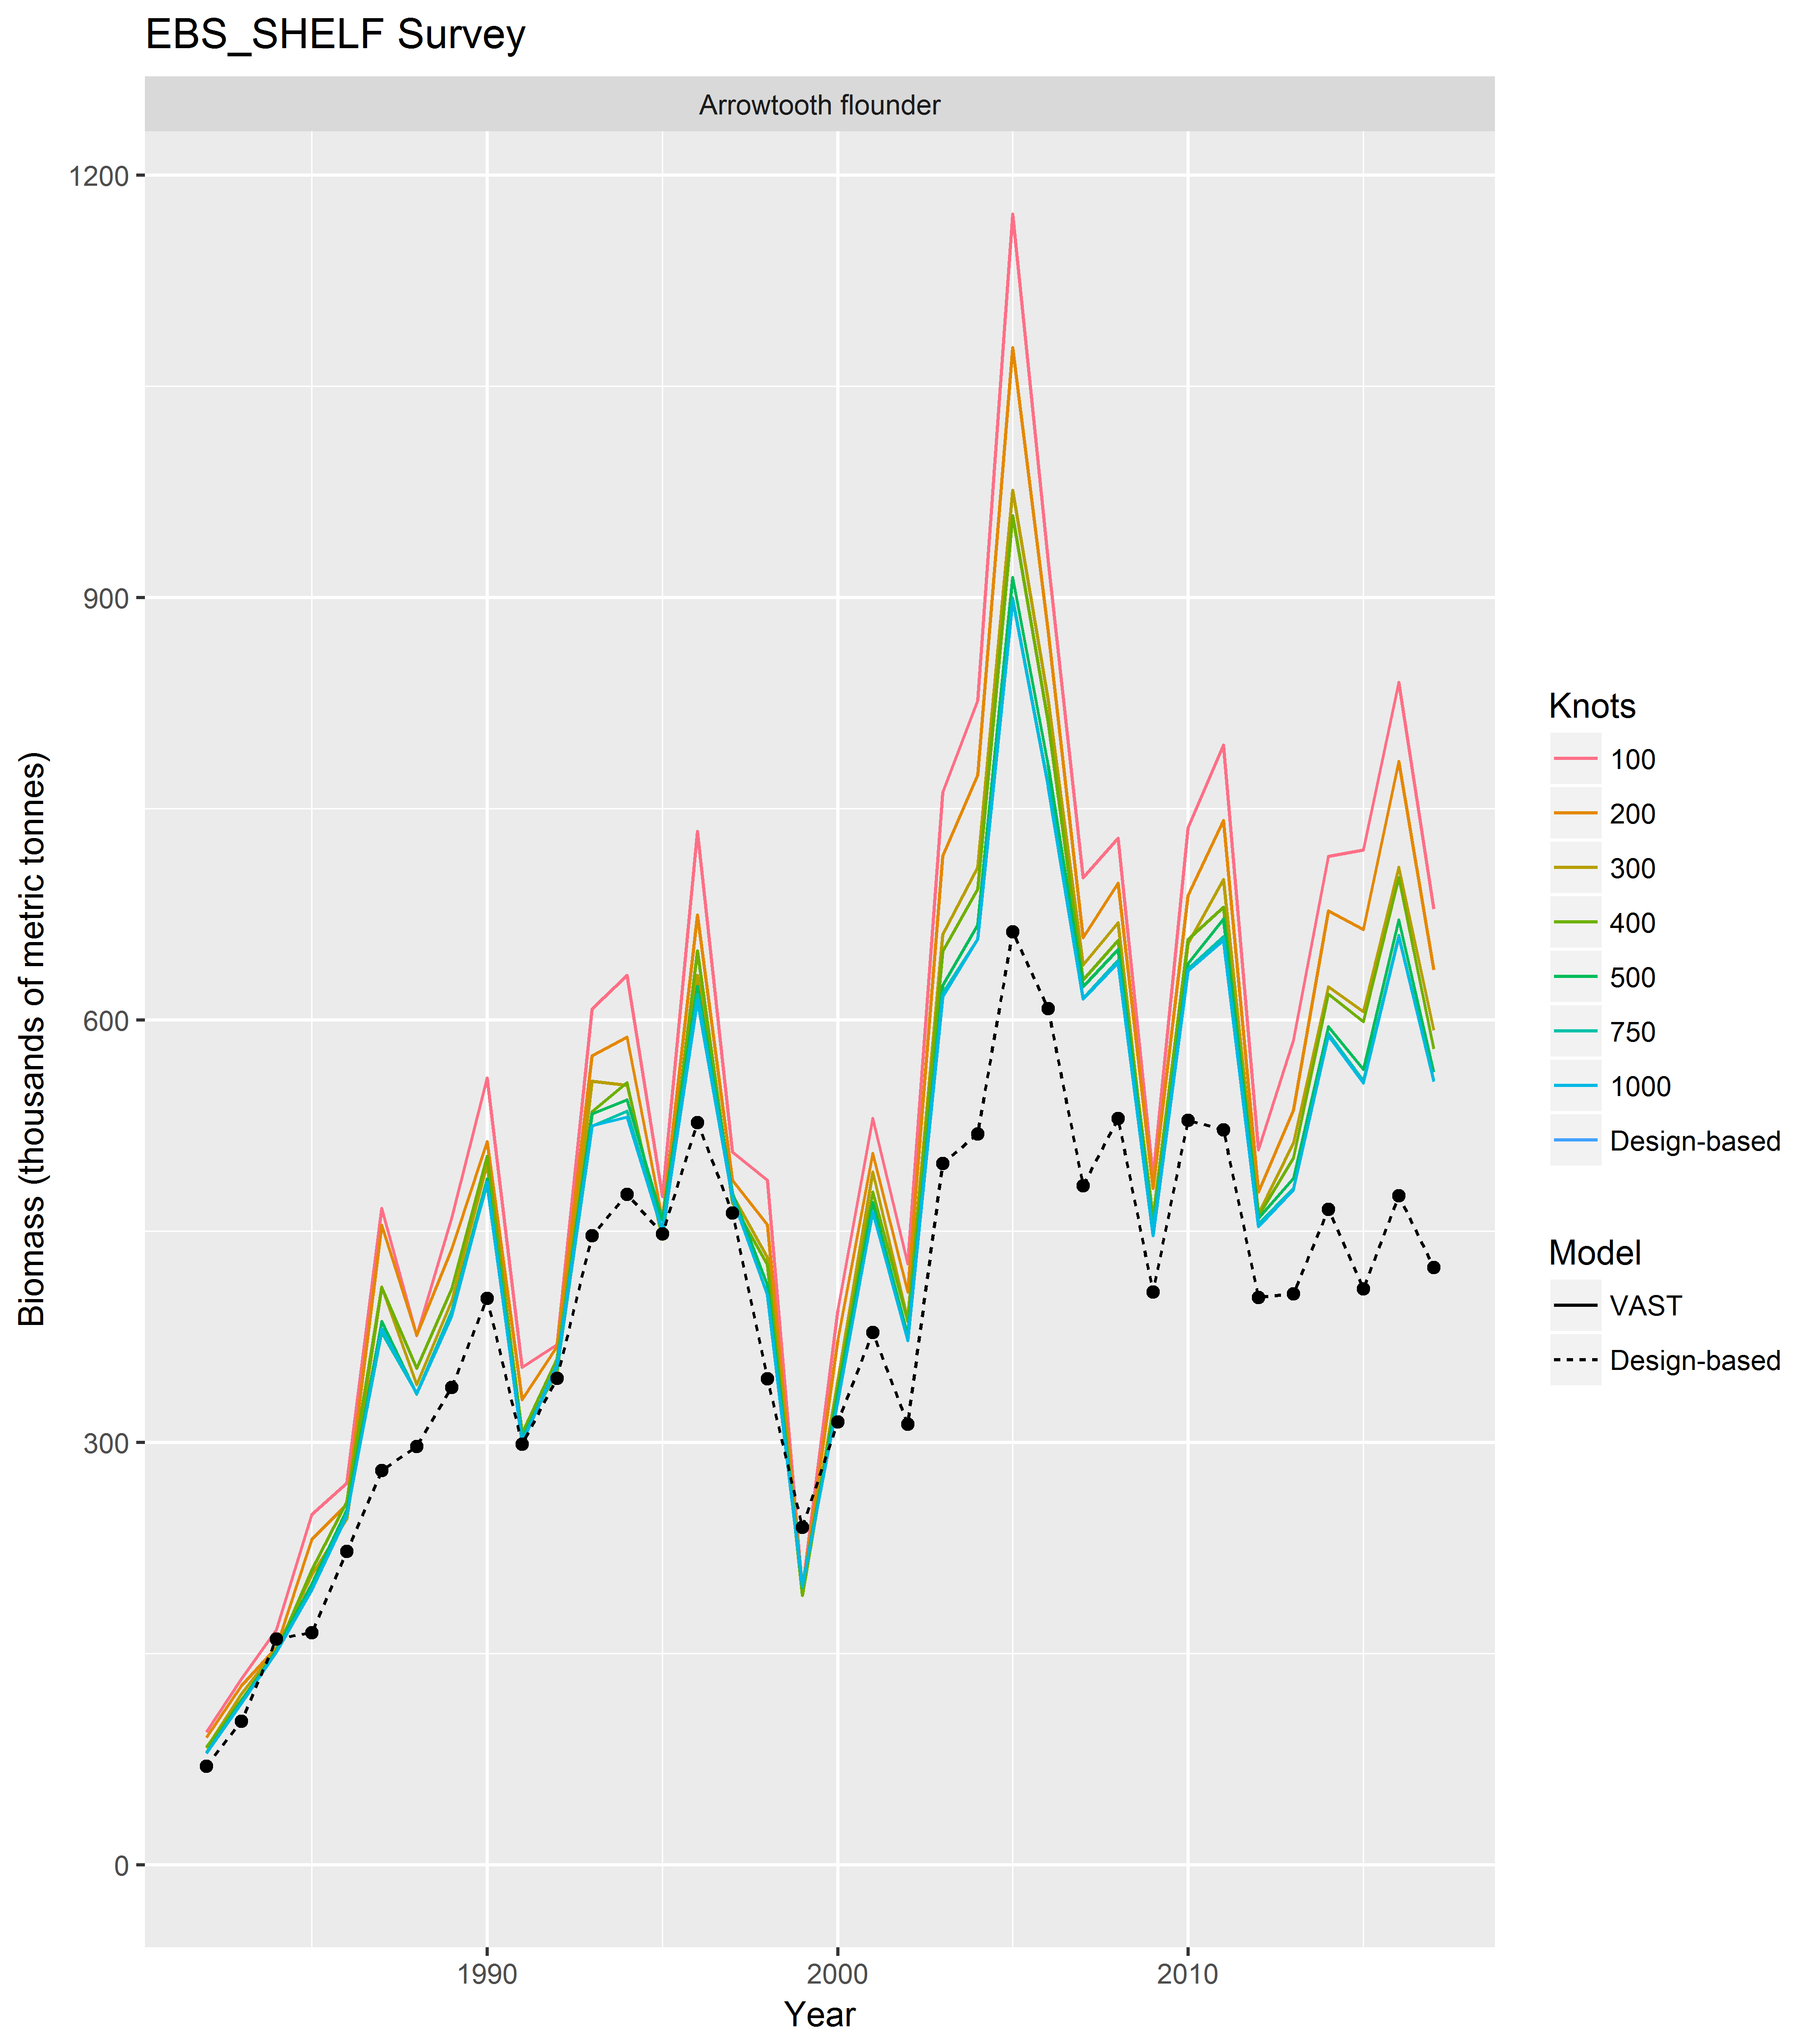 EBS_SHELF Survey
Arrowtooth flounder
1200
900
600
300
0
Biomass (thousands of metric tonnes)
1990
2000
2010
Year
Knots
100
200
300
400
500
750
1000
Design-based
Model
VAST
Design-based